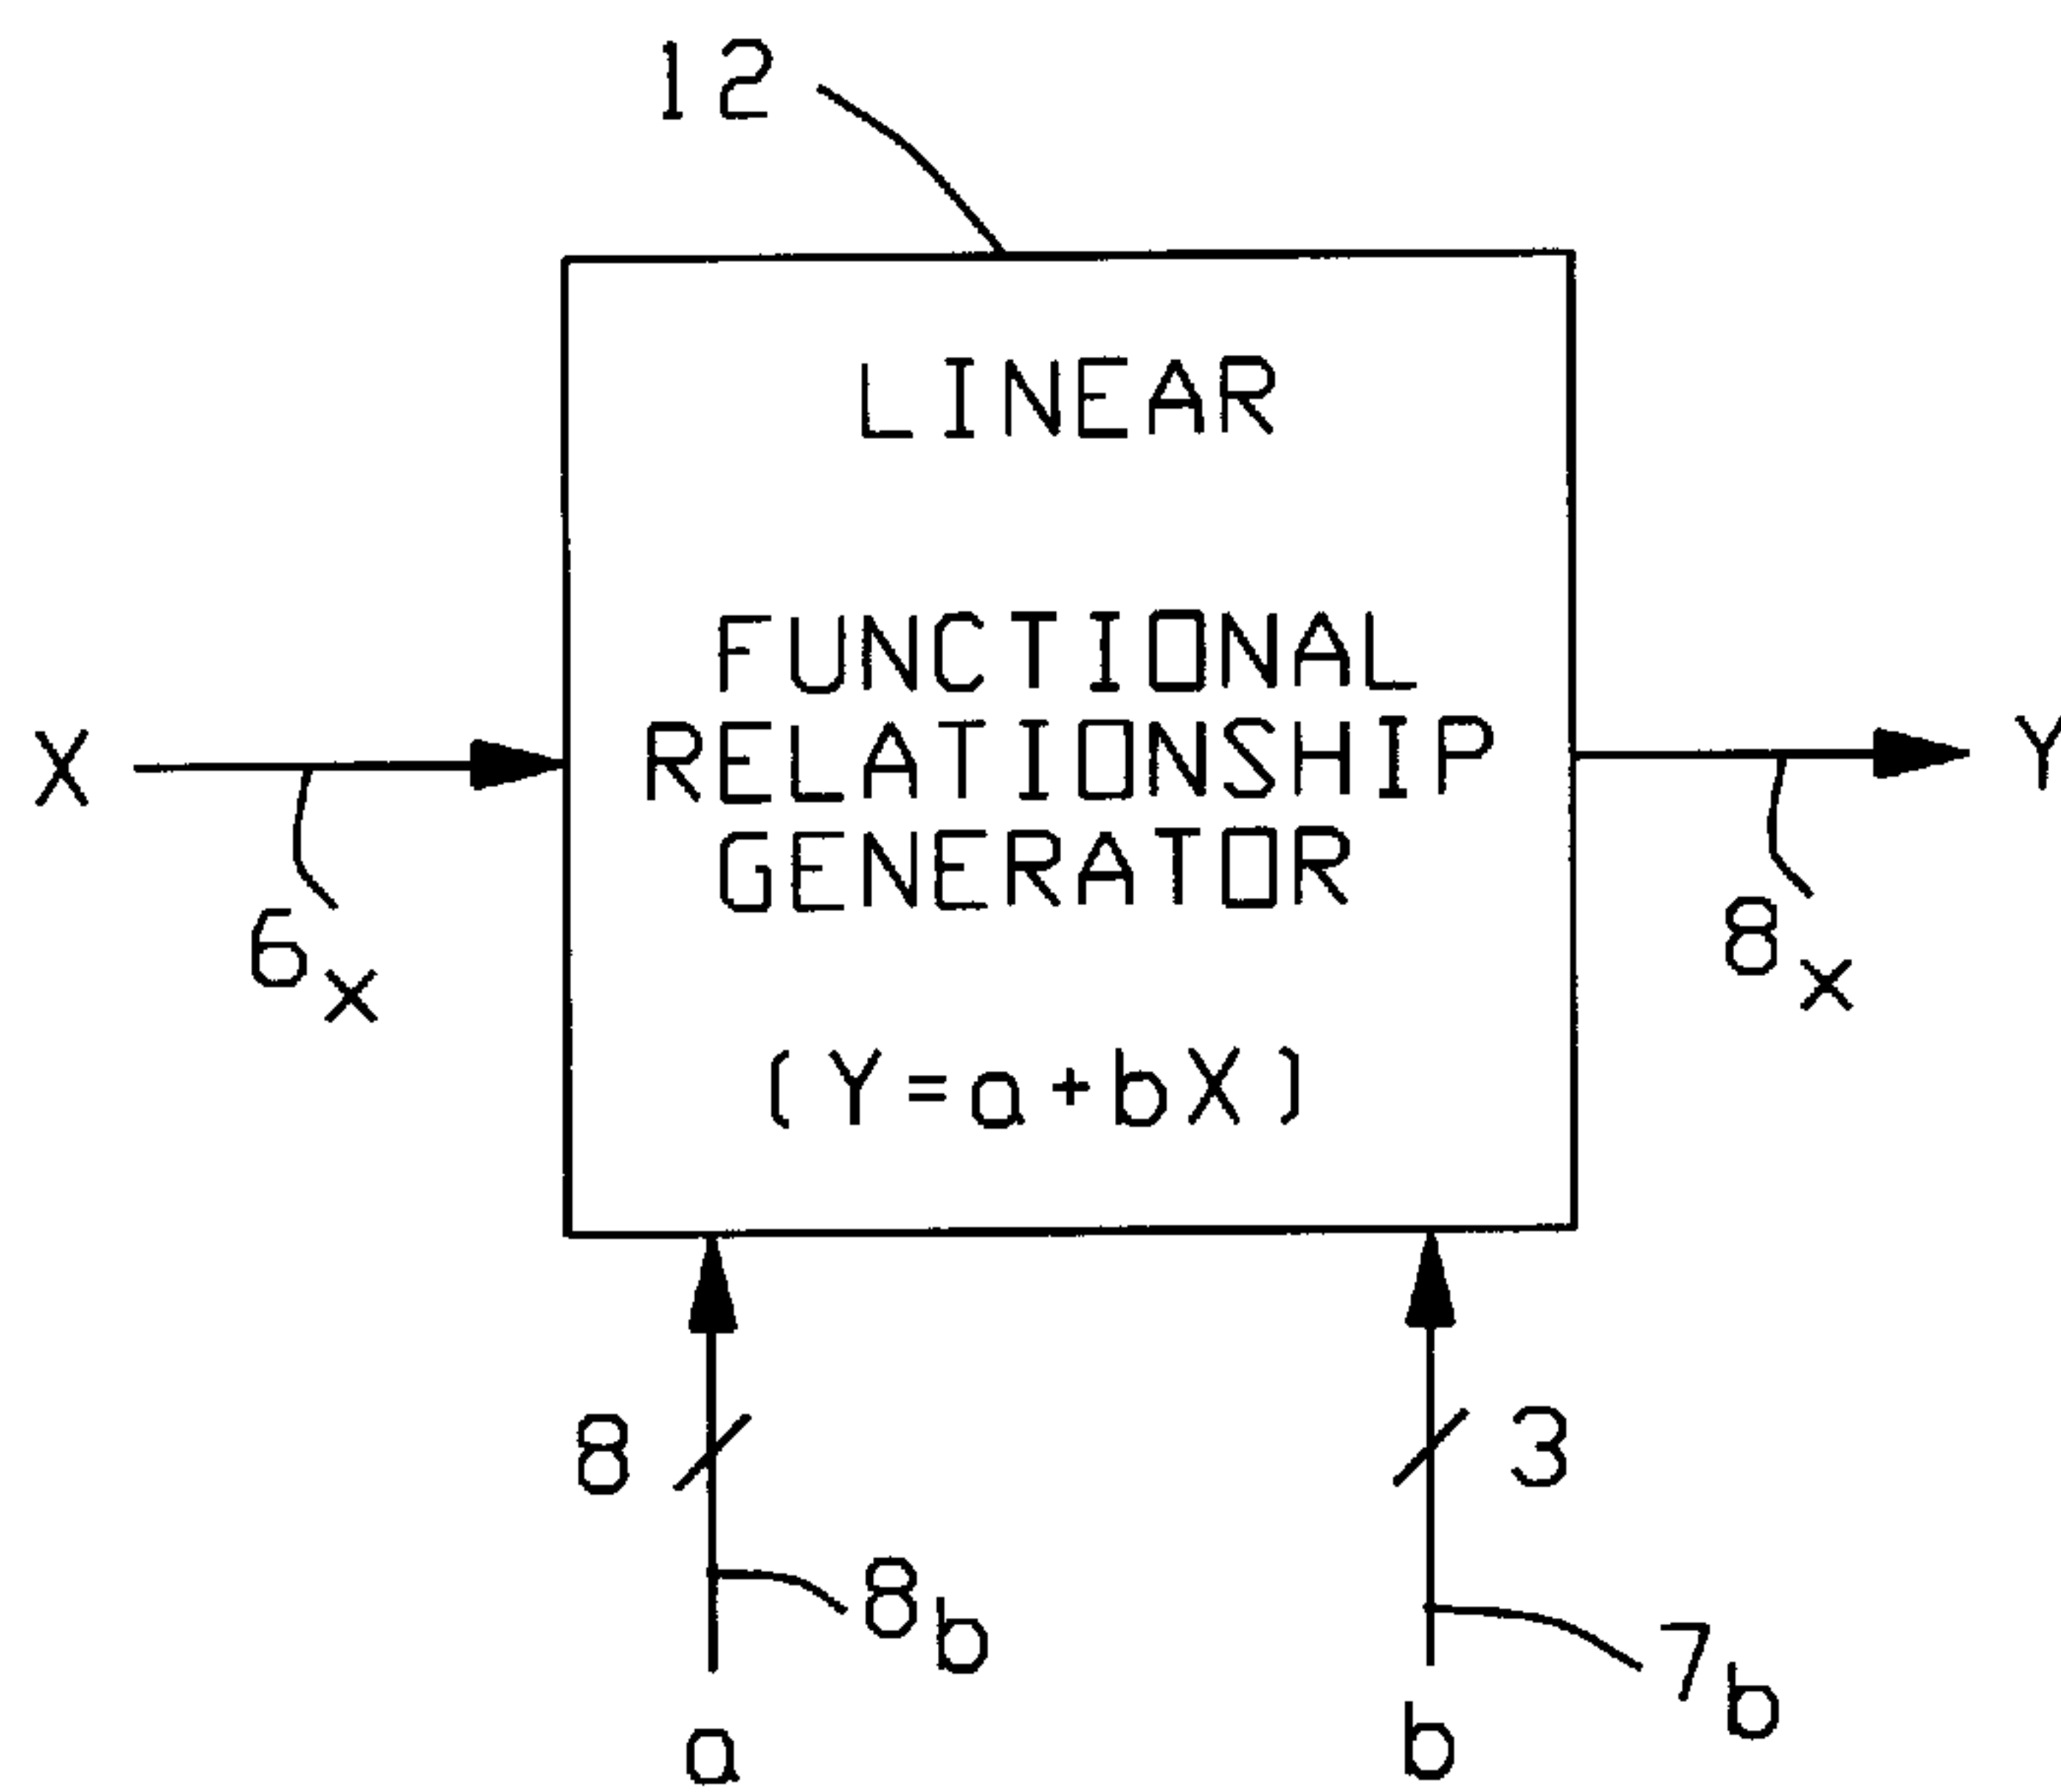 12
LINEAR
FUNCTIONAL
RELATIONSHIP
GENERATOR
X
Y
6x
8x
(Y=a+bX)
8
3
8b
7b
a
b